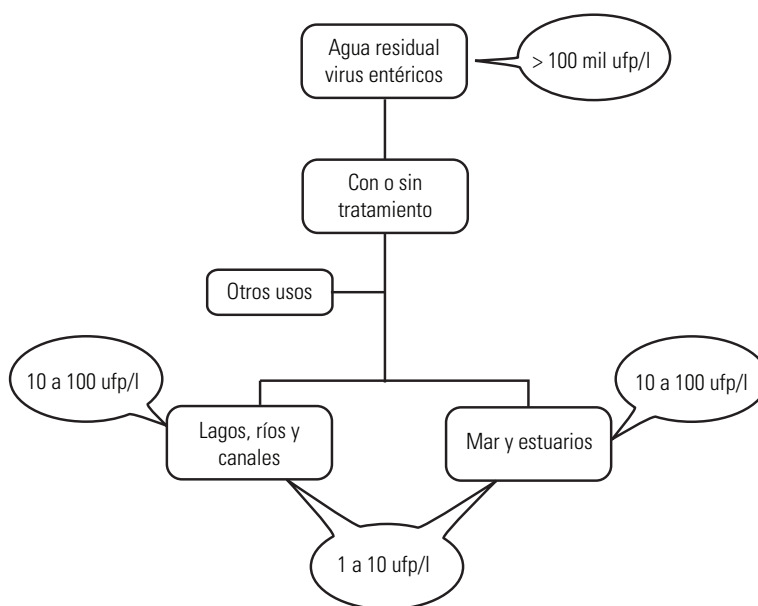 Agua residual
virus entéricos
> 100 mil ufp/l
Con o sin
tratamiento
Otros usos
10 a 100 ufp/l
10 a 100 ufp/l
Lagos, ríos y
canales
Mar y estuarios
1 a 10 ufp/l